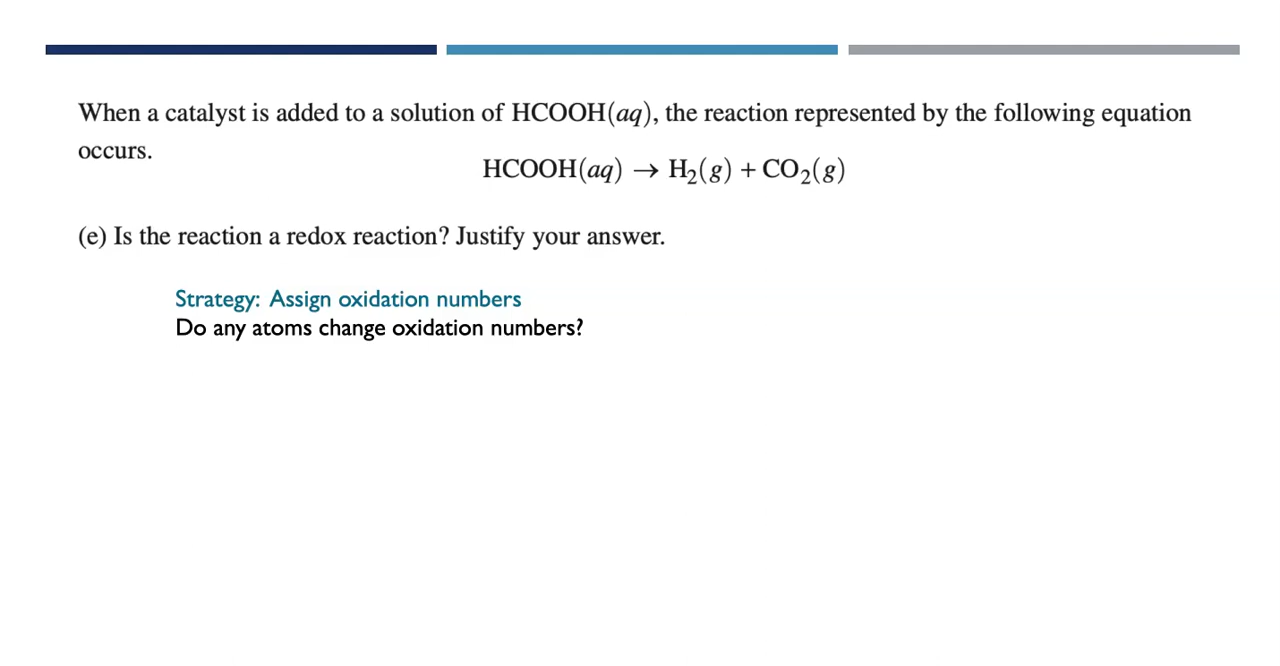 When a catalyst is added to a solution of HCOOH(aq), the reaction represented by the following equation
occurs.
HCOOH(aq) → H₂(g) + CO₂(g)
(e) Is the reaction a redox reaction? Justify your answer.
Strategy: Assign oxidation numbers
Do any atoms change oxidation numbers?